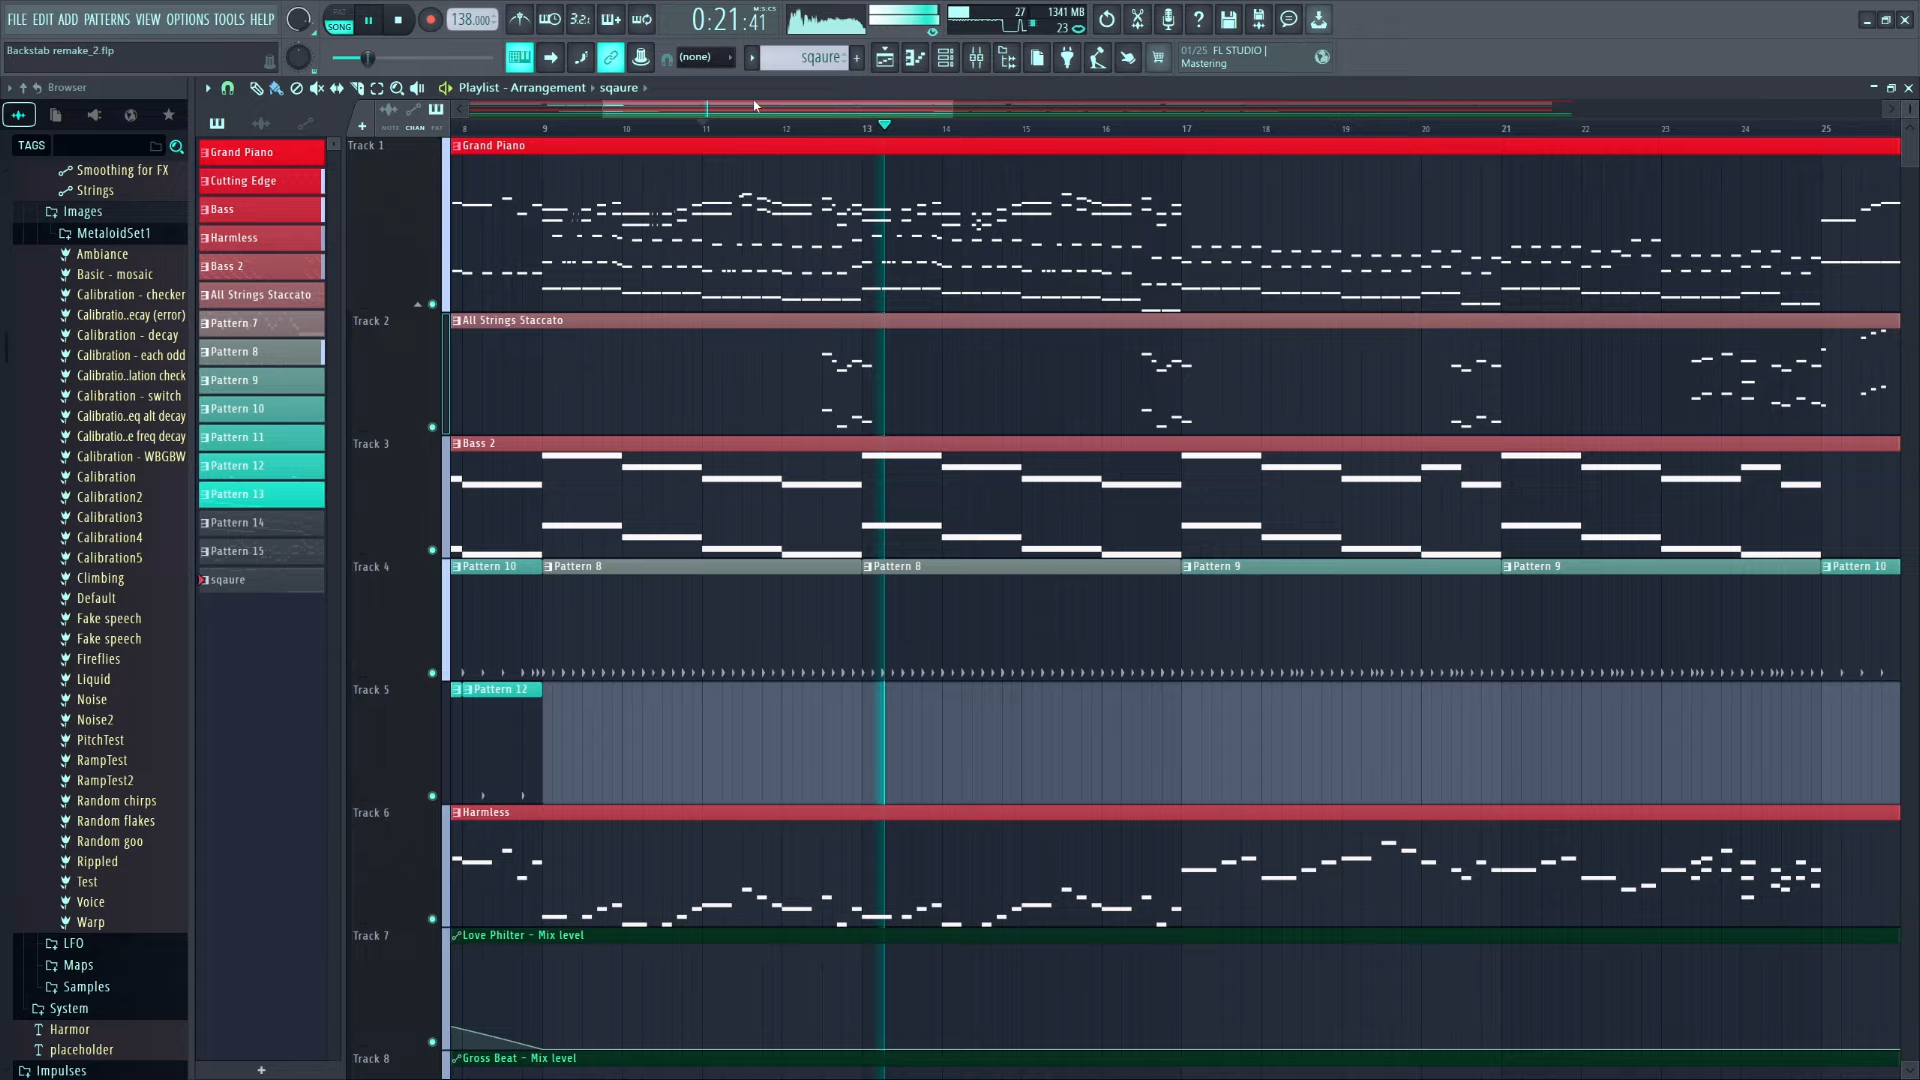 FILE EDIT ADD PATTERNS VIEW OPTIONS TOOLS HELP
PAT
SONG
138.000
3.2.
0:21:41
M:S:CS
27
1341 MB
23
Backstab remake_2.flp
(none)
sqaure
01/25 FL STUDIO |
Mastering
Browser
Playlist - Arrangement
sqaure
TAGS
NOTE CHAN PAT
8 9 10 11 12 13 14 15 16 17 18 19 20 21 22 23 24 25
Smoothing for FX
Strings
Images
MetaloidSet1
Ambiance
Basic - mosaic
Calibration - checker
Calibratio..ecay (error)
Calibration - decay
Calibration - each odd
Calibratio..lation check
Calibration - switch
Calibratio..eq alt decay
Calibratio..e freq decay
Calibration - WBGBW
Calibration
Calibration2
Calibration3
Calibration4
Calibration5
Climbing
Default
Fake speech
Fake speech
Fireflies
Liquid
Noise
Noise2
PitchTest
RampTest
RampTest2
Random chirps
Random flakes
Random goo
Rippled
Test
Voice
Warp
LFO
Maps
Samples
System
Harmor
placeholder
Impulses
Grand Piano
Cutting Edge
Bass
Harmless
Bass 2
All Strings Staccato
Pattern 7
Pattern 8
Pattern 9
Pattern 10
Pattern 11
Pattern 12
Pattern 13
Pattern 14
Pattern 15
sqaure
Track 1
Grand Piano
Track 2
All Strings Staccato
Track 3
Bass 2
Track 4
Pattern 10
Pattern 8
Pattern 8
Pattern 9
Pattern 9
Pattern 10
Track 5
Pattern 12
Track 6
Harmless
Track 7
Love Philter - Mix level
Track 8
Gross Beat - Mix level